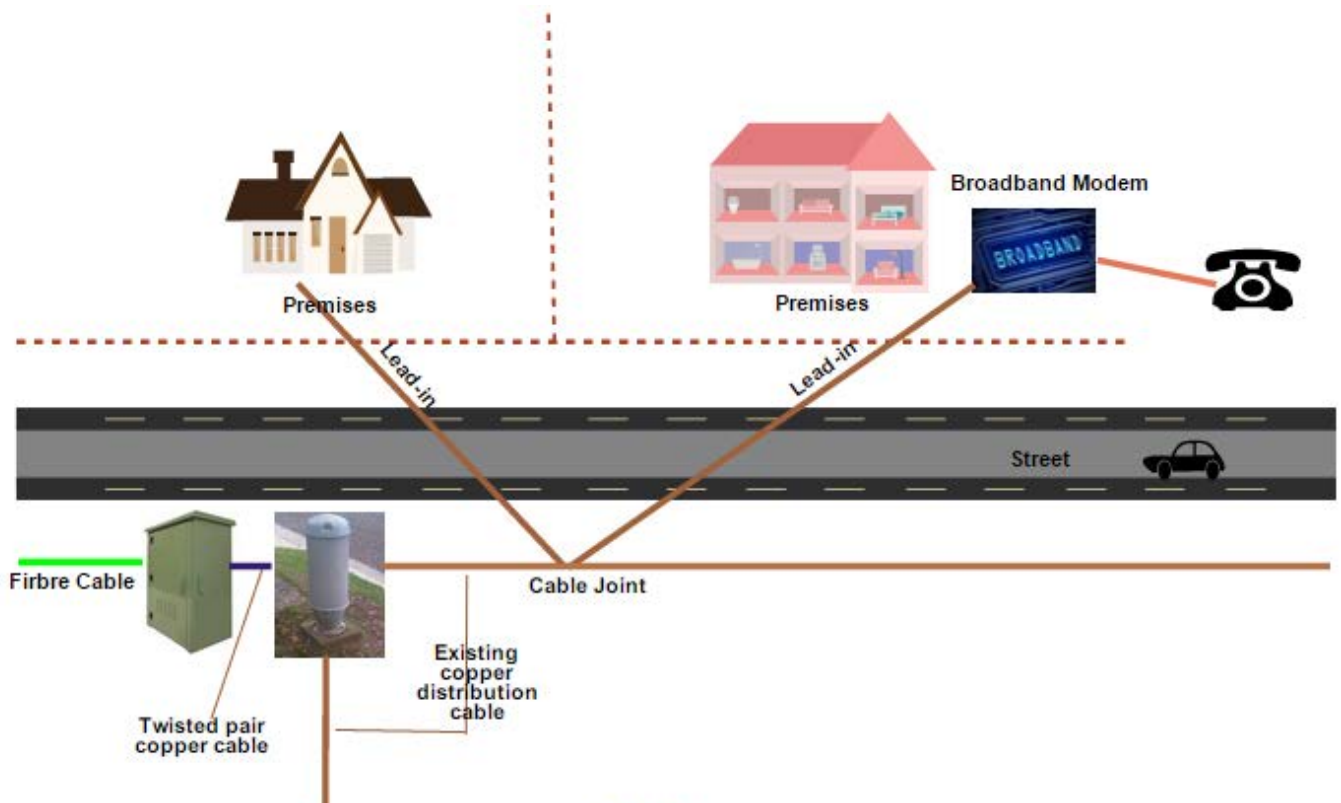 Broadband Modem
BROADBAND
Premises
Premises
Lead-in
Lead-in
Street
Firbre Cable
Cable Joint
Existing
copper
distribution
cable
Twisted pair
copper cable